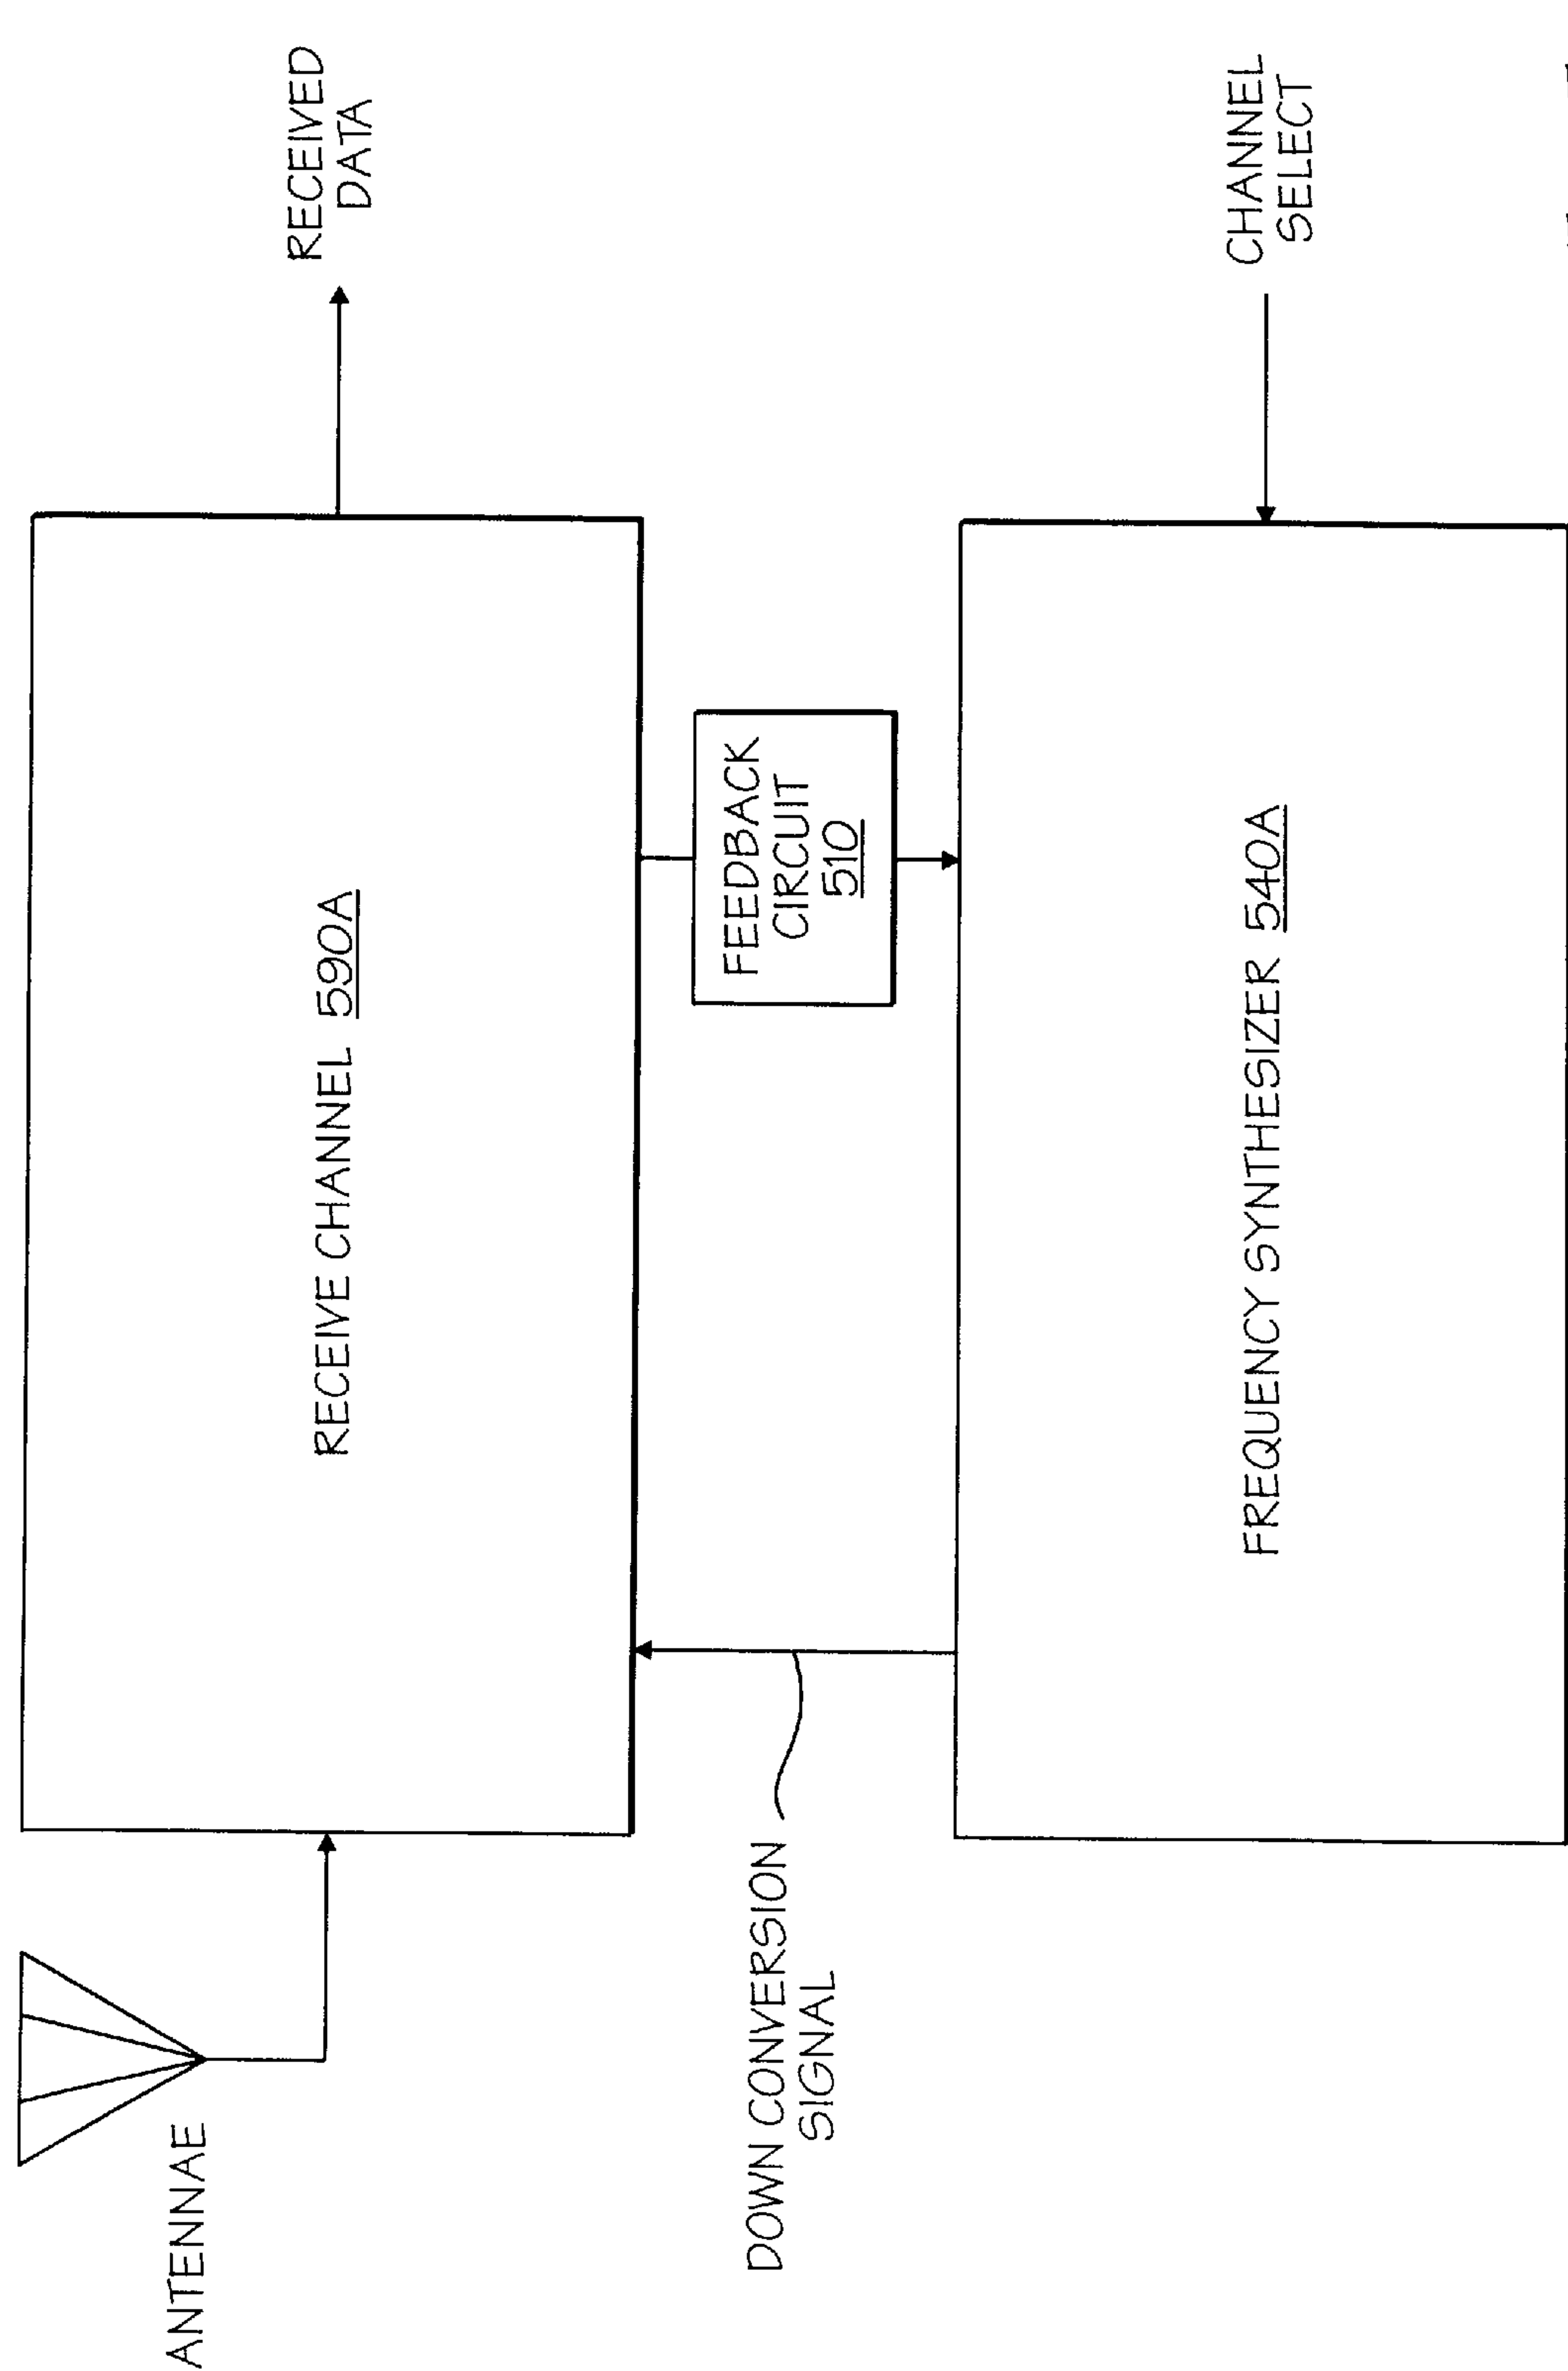 ANTENNAE
RECEIVE CHANNEL 590A
RECEIVED
DATA
DOWN CONVERSION
SIGNAL
FEEDBACK
CIRCUIT
510
FREQUENCY SYNTHESIZER 540A
CHANNEL
SELECT